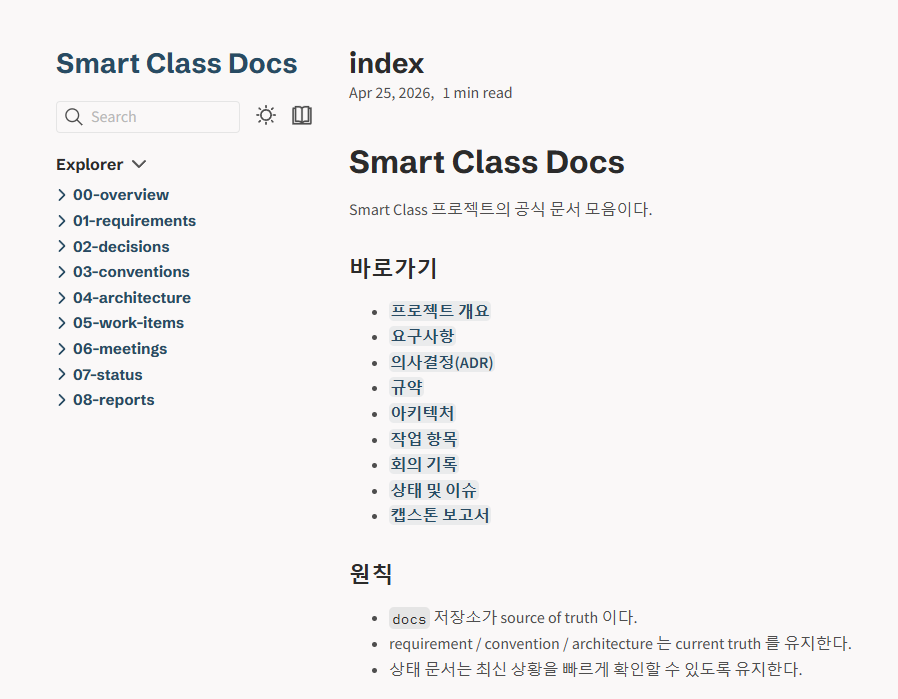 Smart Class Docs
Search
Explorer
00-overview
01-requirements
02-decisions
03-conventions
04-architecture
05-work-items
06-meetings
07-status
08-reports
index
Apr 25, 2026, 1 min read
Smart Class Docs
Smart Class 프로젝트의 공식 문서 모음이다.
바로가기
프로젝트 개요
요구사항
의사결정(ADR)
규약
아키텍처
작업 항목
회의 기록
상태 및 이슈
캡스톤 보고서
원칙
docs 저장소가 source of truth 이다.
requirement / convention / architecture 는 current truth 를 유지한다.
상태 문서는 최신 상황을 빠르게 확인할 수 있도록 유지한다.